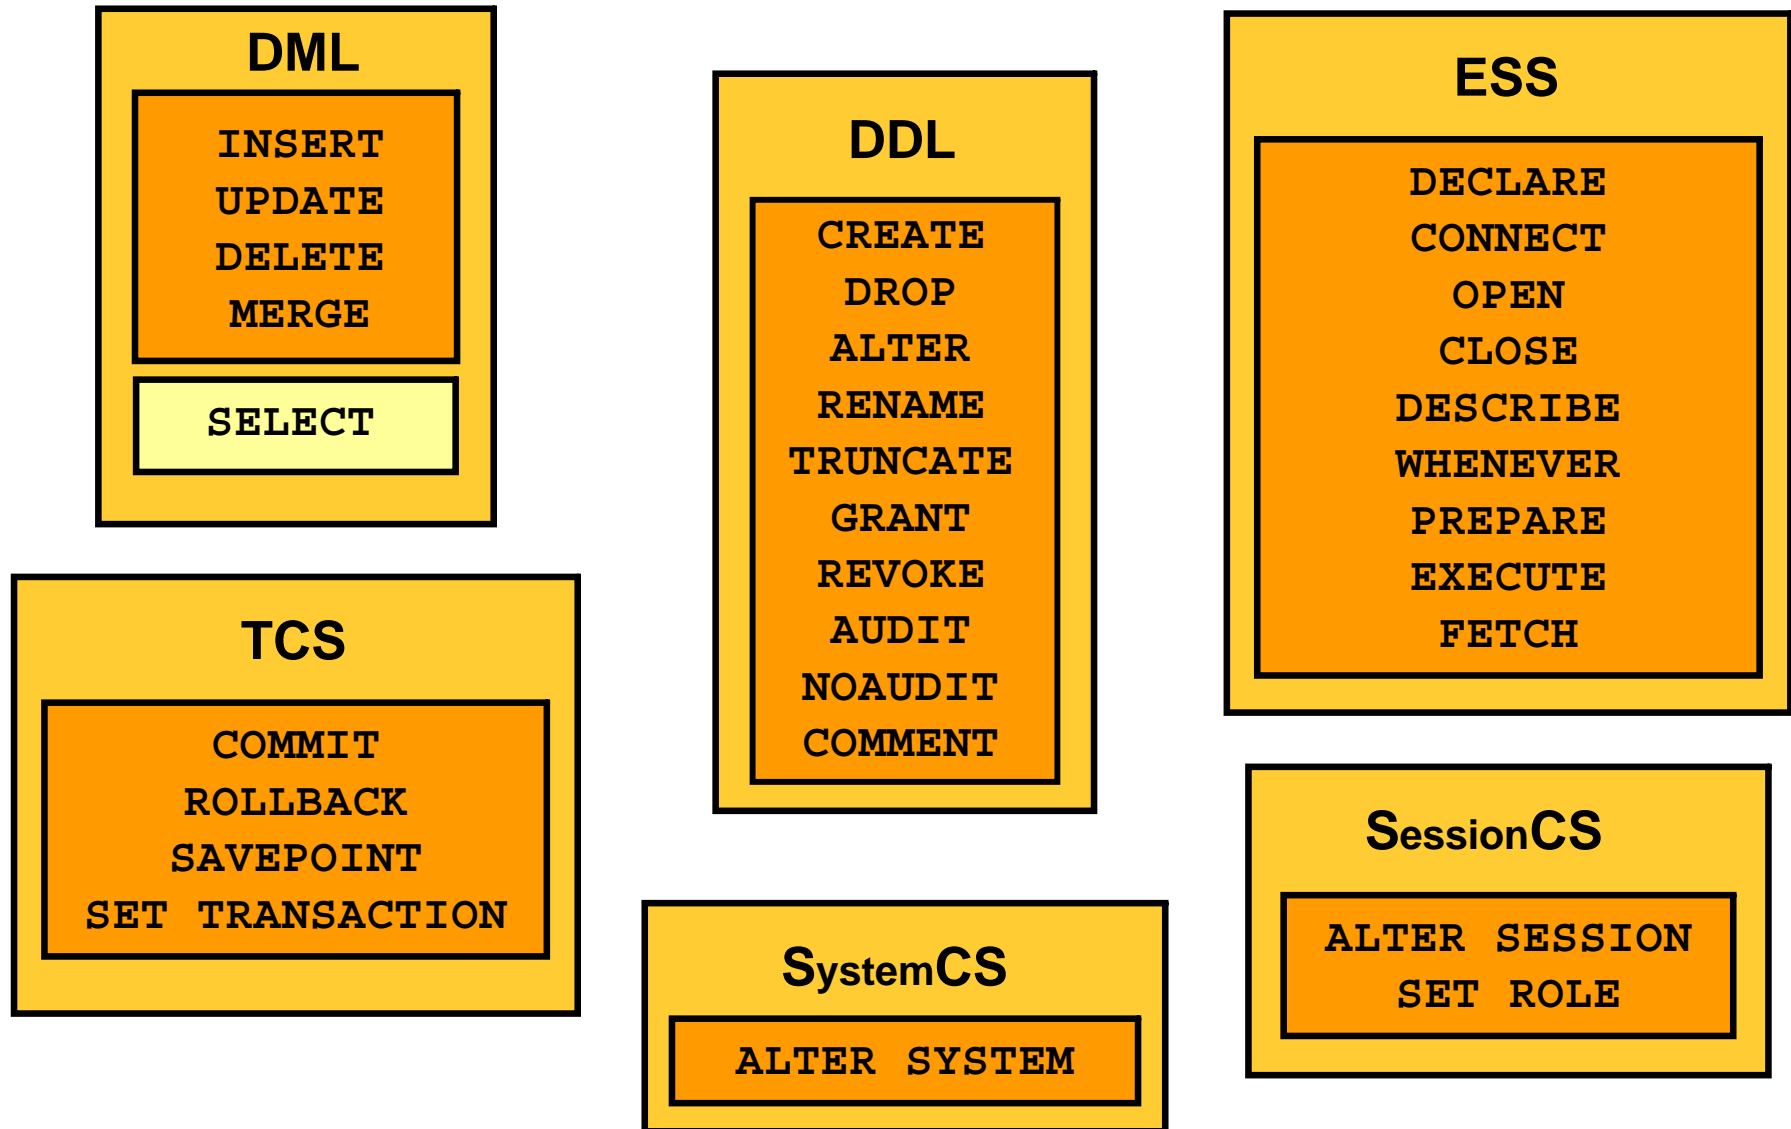 DML
INSERT
UPDATE
DELETE
MERGE
SELECT
TCS
COMMIT
ROLLBACK
SAVEPOINT
SET TRANSACTION
DDL
CREATE
DROP
ALTER
RENAME
TRUNCATE
GRANT
REVOKE
AUDIT
NOAUDIT
COMMENT
SystemCS
ALTER SYSTEM
ESS
DECLARE
CONNECT
OPEN
CLOSE
DESCRIBE
WHENEVER
PREPARE
EXECUTE
FETCH
SessionCS
ALTER SESSION
SET ROLE